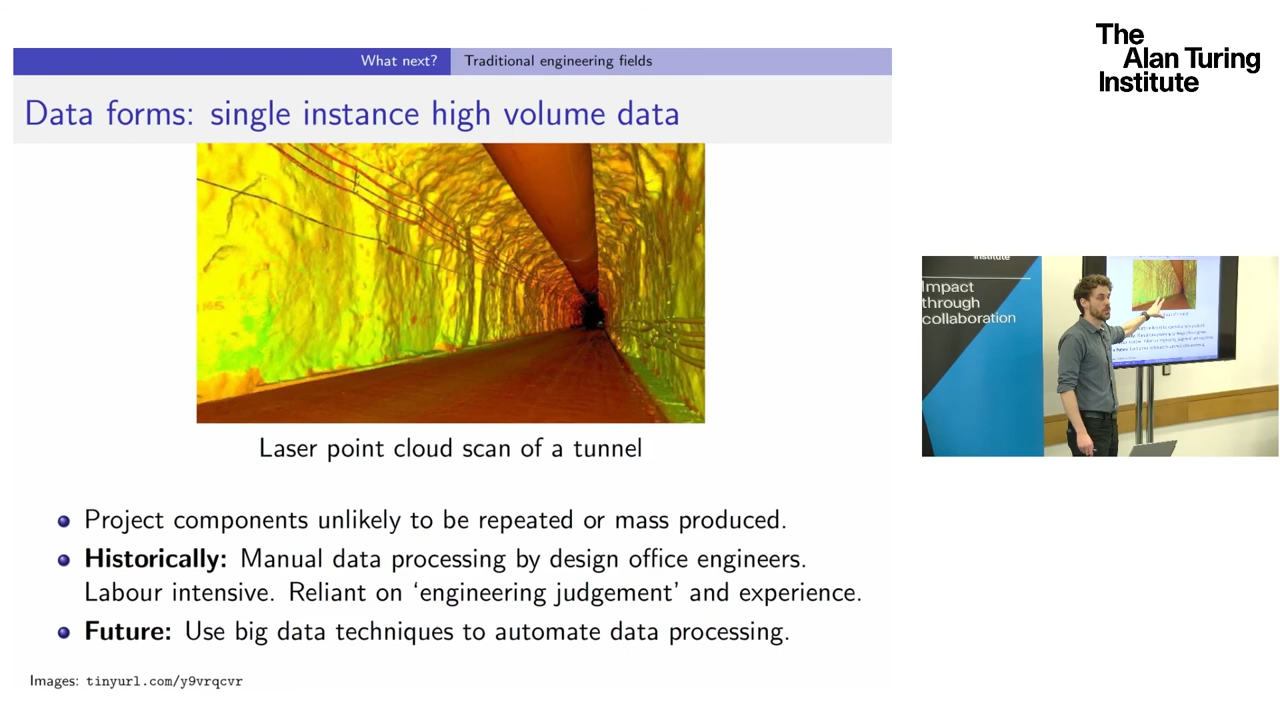 The
Alan Turing
Institute
What next? Traditional engineering fields
Data forms: single instance high volume data
Laser point cloud scan of a tunnel
Project components unlikely to be repeated or mass produced.
Historically: Manual data processing by design office engineers.
Labour intensive. Reliant on ‘engineering judgement’ and experience.
Future: Use big data techniques to automate data processing.
Images: tinyurl.com/y9vrqcvr
Institute
Impact
through
collaboration